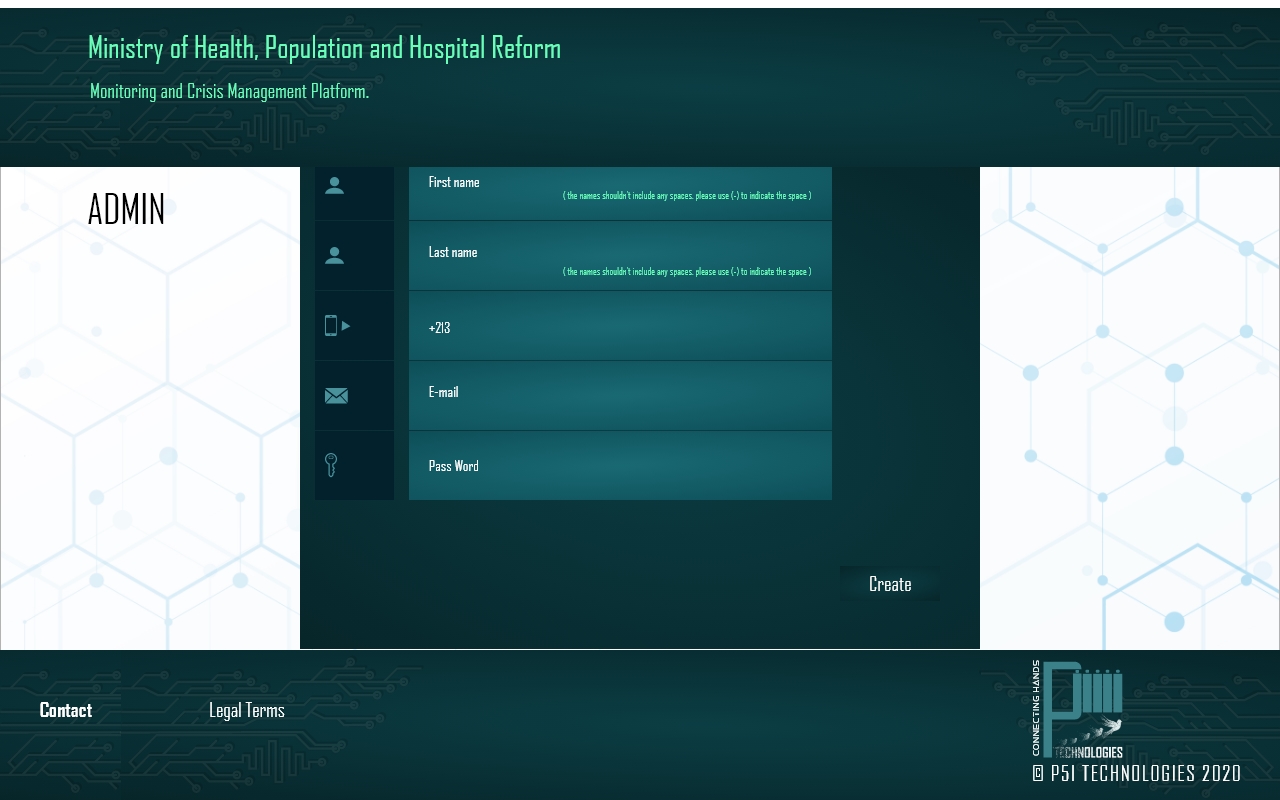 Ministry of Health, Population and Hospital Reform
Monitoring and Crisis Management Platform.
ADMIN
First name
( the names shouldn't include any spaces. please use (-) to indicate the space )
Last name
( the names shouldn't include any spaces. please use (-) to indicate the space )
+213
E-mail
Pass Word
Create
Contact
Legal Terms
CONNECTING HANDS
TECHNOLOGIES
© P51 TECHNOLOGIES 2020